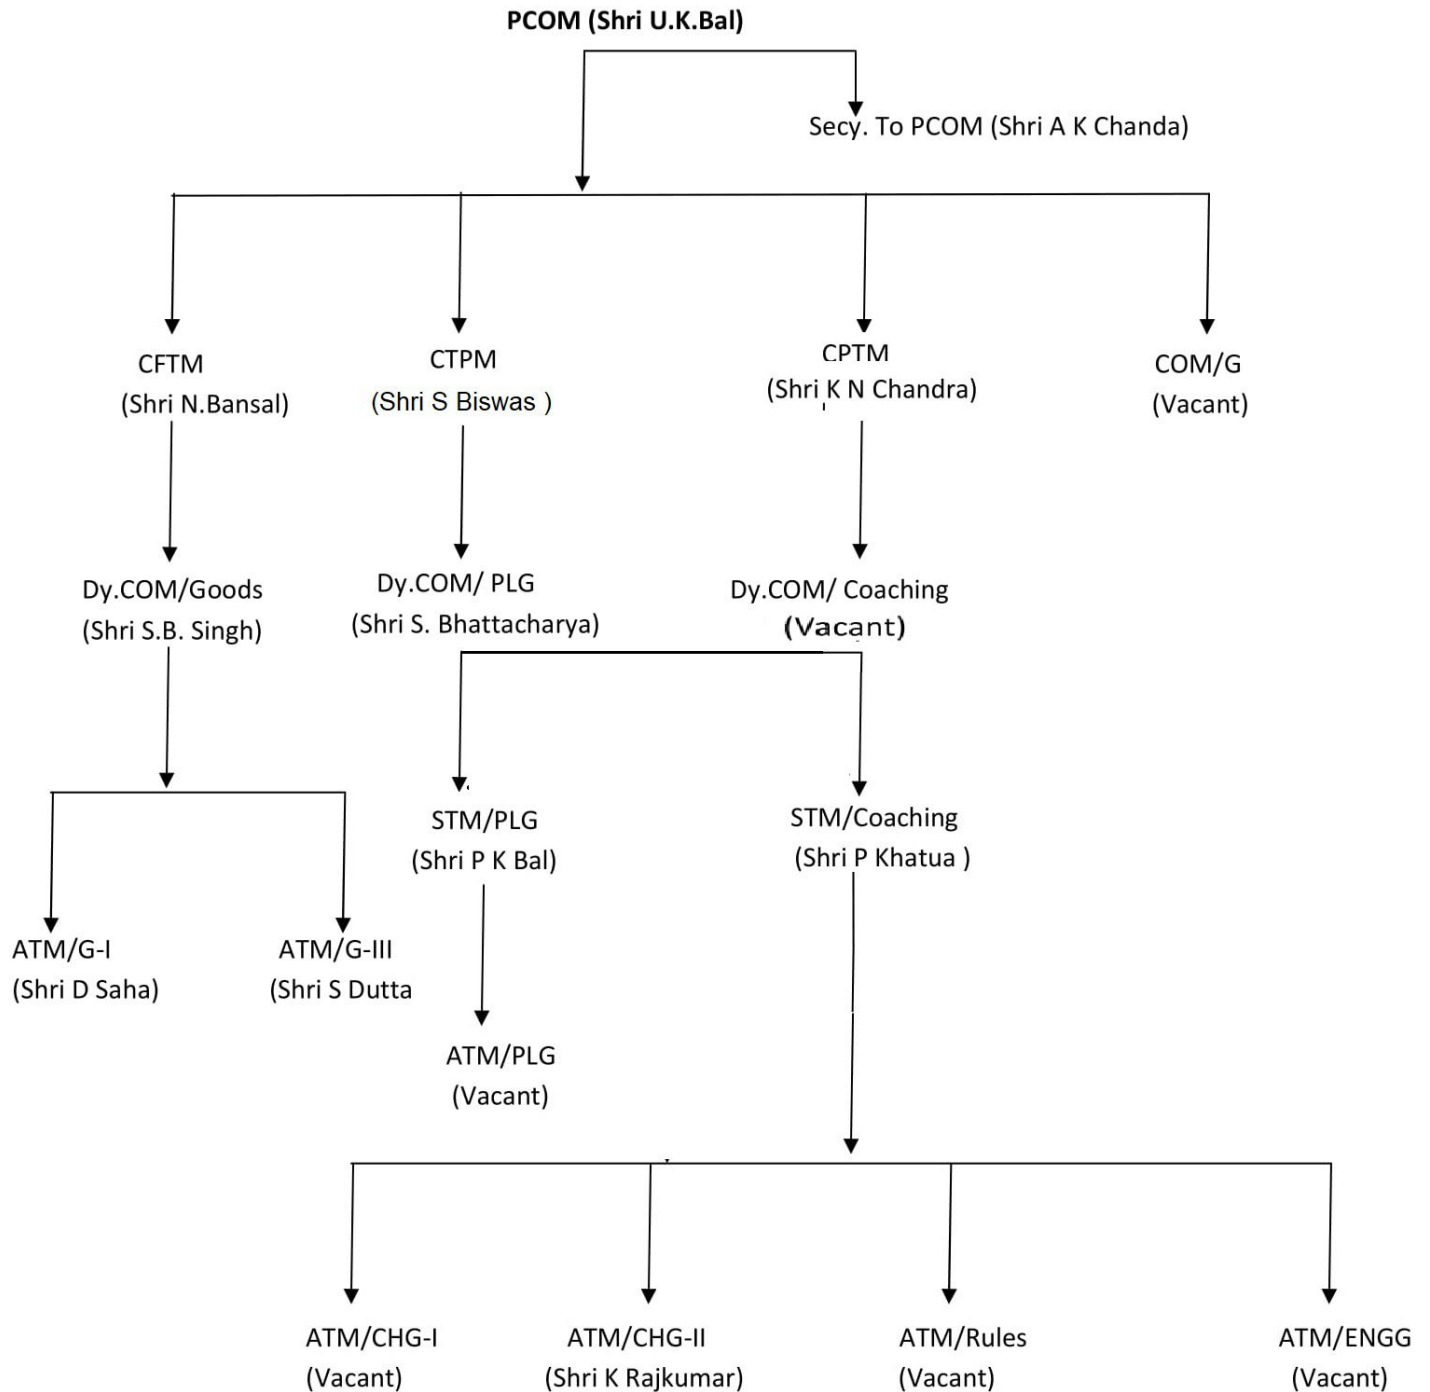 PCOM (Shri U.K.Bal)
Secy. To PCOM (Shri A K Chanda)
CFTM
(Shri N.Bansal)
CTPM
(Shri S Biswas )
CPTM
(Shri K N Chandra)
COM/G
(Vacant)
Dy.COM/Goods
(Shri S.B. Singh)
Dy.COM/ PLG
(Shri S. Bhattacharya)
Dy.COM/ Coaching
(Vacant)
STM/PLG
(Shri P K Bal)
STM/Coaching
(Shri P Khatua )
ATM/G-I
(Shri D Saha)
ATM/G-III
(Shri S Dutta
ATM/PLG
(Vacant)
ATM/CHG-I
(Vacant)
ATM/CHG-II
(Shri K Rajkumar)
ATM/Rules
(Vacant)
ATM/ENGG
(Vacant)